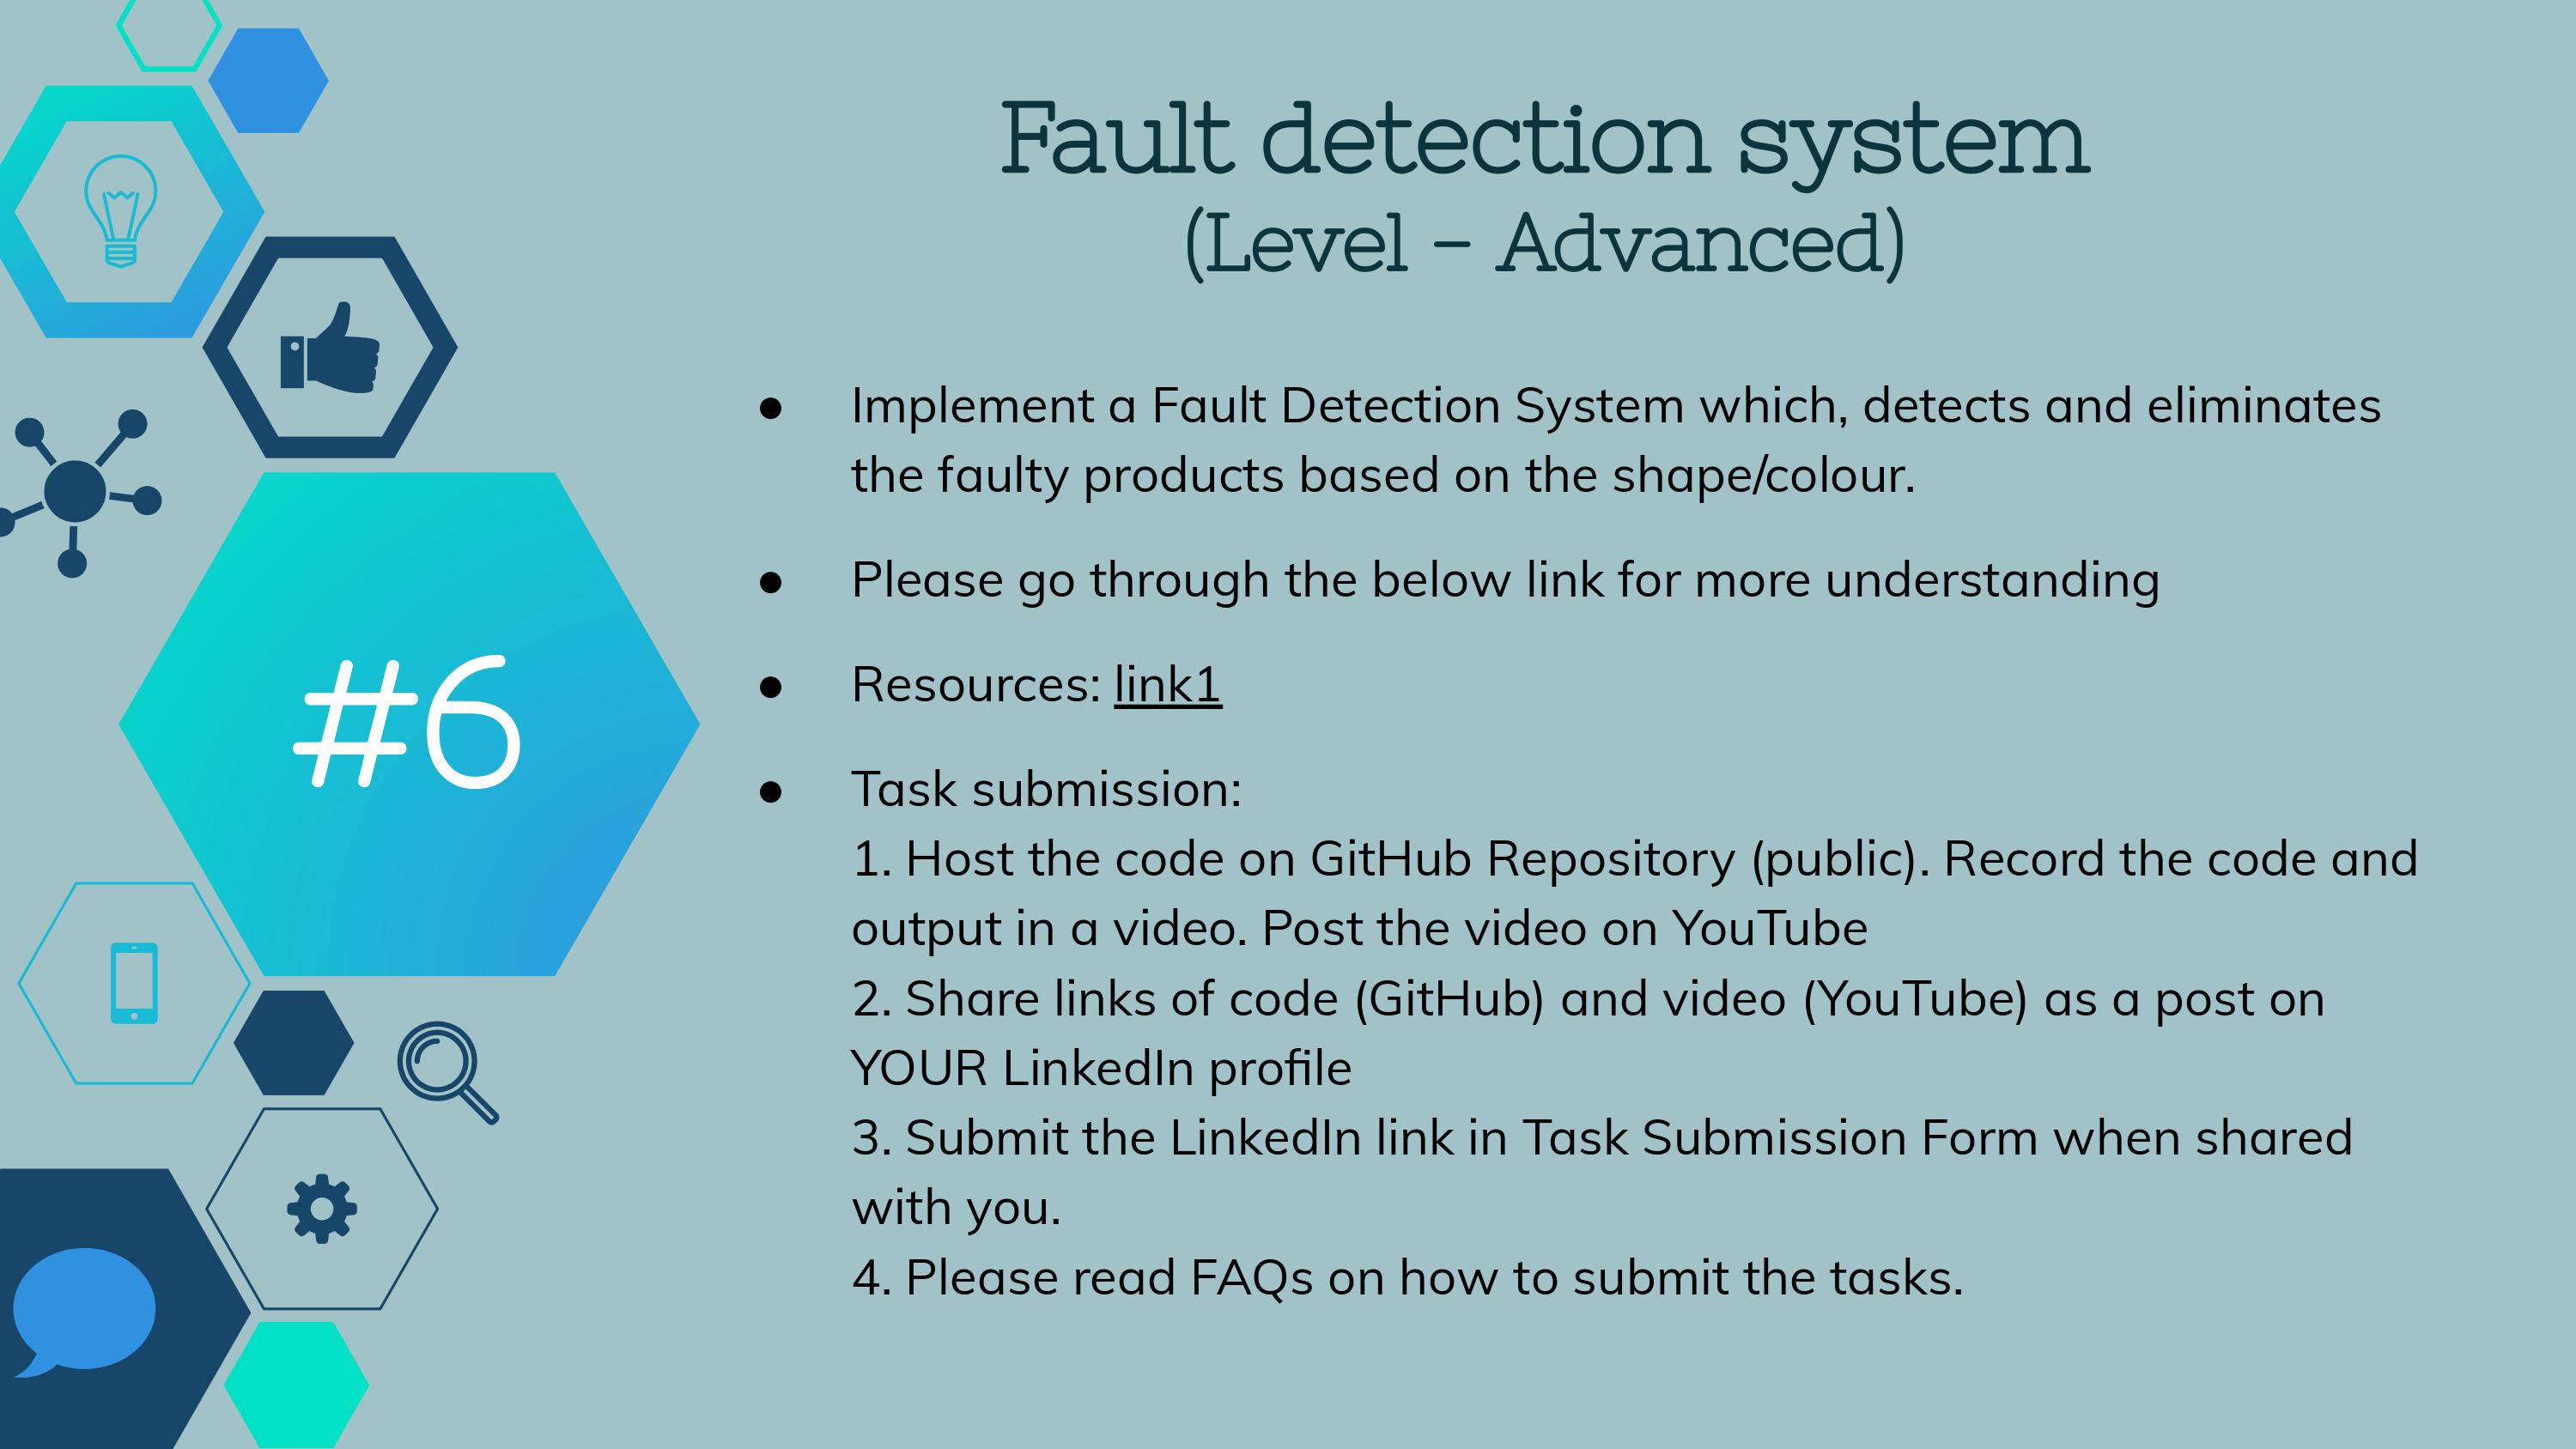 Fault detection system
(Level – Advanced)
#6
● Implement a Fault Detection System which, detects and eliminates
the faulty products based on the shape/colour.
● Please go through the below link for more understanding
● Resources: link1
● Task submission:
1. Host the code on GitHub Repository (public). Record the code and
output in a video. Post the video on YouTube
2. Share links of code (GitHub) and video (YouTube) as a post on
YOUR LinkedIn profile
3. Submit the LinkedIn link in Task Submission Form when shared
with you.
4. Please read FAQs on how to submit the tasks.